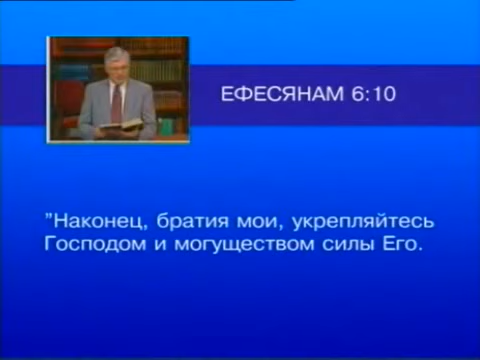 ЕФЕСЯНАМ 6:10
"Наконец, братия мои, укрепляйтесь
Господом и могуществом силы Его.